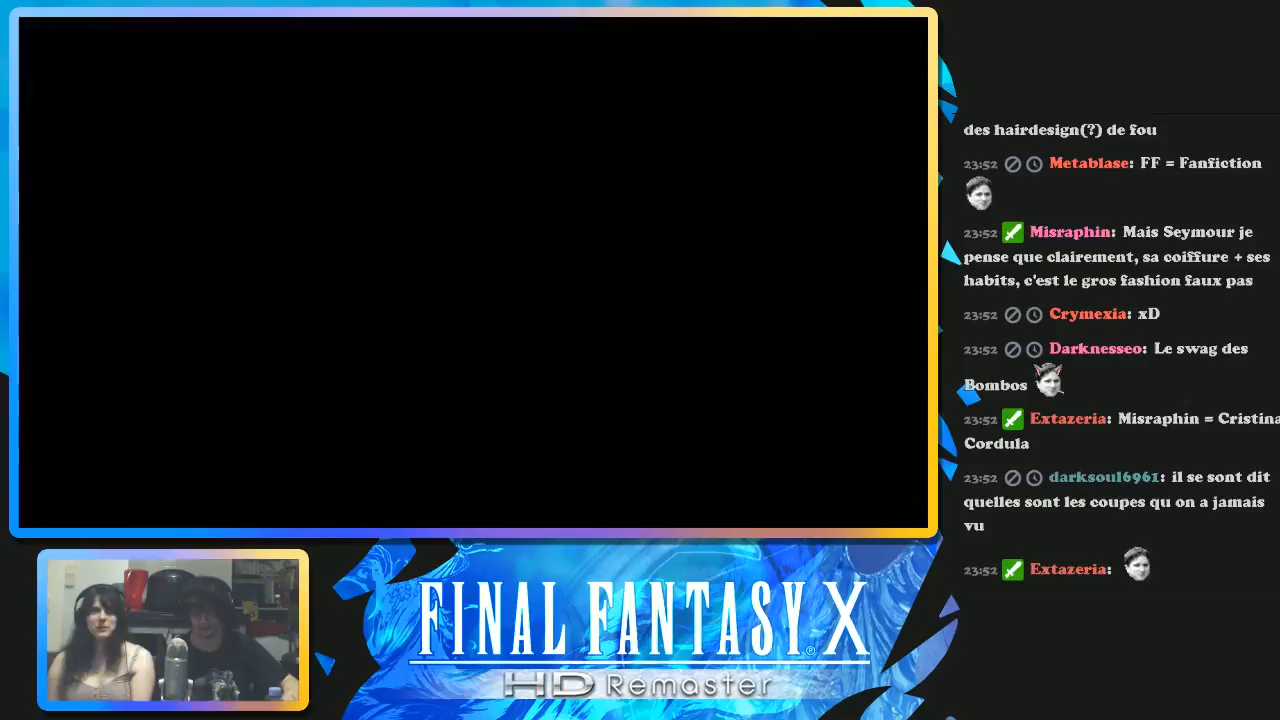 des hairdesign(?) de fou
23:52 Metablase: FF = Fanfiction
23:52 Misraphin: Mais Seymour je
pense que clairement, sa coiffure + ses
habits, c'est le gros fashion faux pas
23:52 Crymexia: xD
23:52 Darknesseo: Le swag des
Bombos
23:52 Extazeria: Misraphin = Cristina
Cordula
23:52 darksoul6961: il se sont dit
quelles sont les coupes qu on a jamais
vu
23:52 Extazeria:
FINAL FANTASY® X
HD Remaster